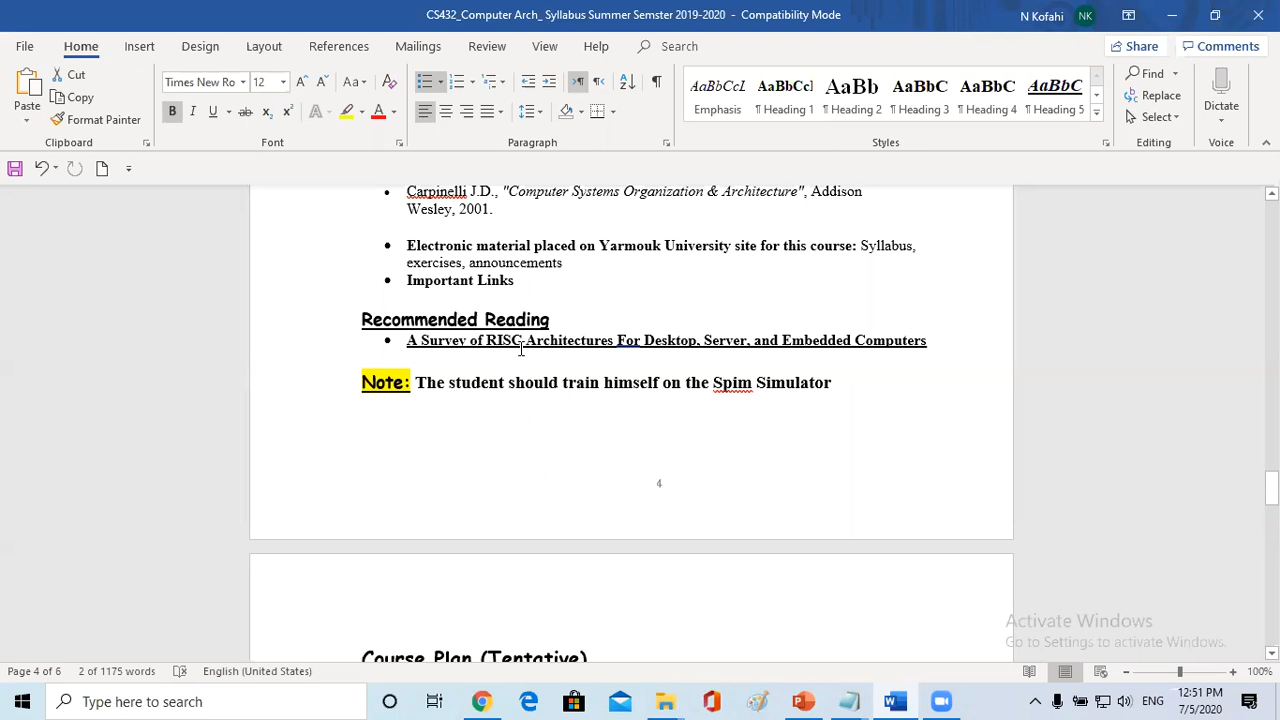 CS432_Computer Arch_ Syllabus Summer Semster 2019-2020 - Compatibility Mode
N Kofahi NK
File Home Insert Design Layout References Mailings Review View Help Search Share Comments
Paste
Cut
Copy
Format Painter
Clipboard
Times New Ro 12
Font
Paragraph
AaBbCcI AaBbCcI AaBb AaBbC AaBbC AaBbC
Emphasis ¶ Heading 1 ¶ Heading 2 ¶ Heading 3 ¶ Heading 4 ¶ Heading 5
Styles
Find
Replace
Select
Editing
Dictate
Voice
• Carpinelli J.D., "Computer Systems Organization & Architecture", Addison
Wesley, 2001.
• Electronic material placed on Yarmouk University site for this course: Syllabus,
exercises, announcements
• Important Links
Recommended Reading
• A Survey of RISC Architectures For Desktop, Server, and Embedded Computers
Note: The student should train himself on the Spim Simulator
4
Course Plan (Tentative)
Activate Windows
Go to Settings to activate Windows.
Page 4 of 6 2 of 1175 words English (United States) 100%
Type here to search
ENG
12:51 PM
7/5/2020